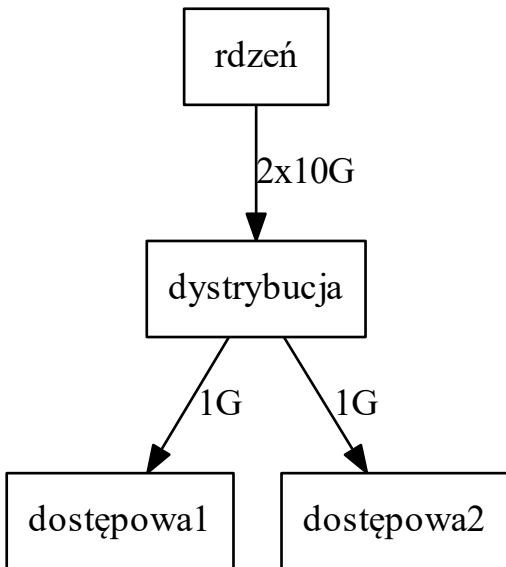 rdzeń
2x10G
dystrybucja
1G
1G
dostępowa1
dostępowa2